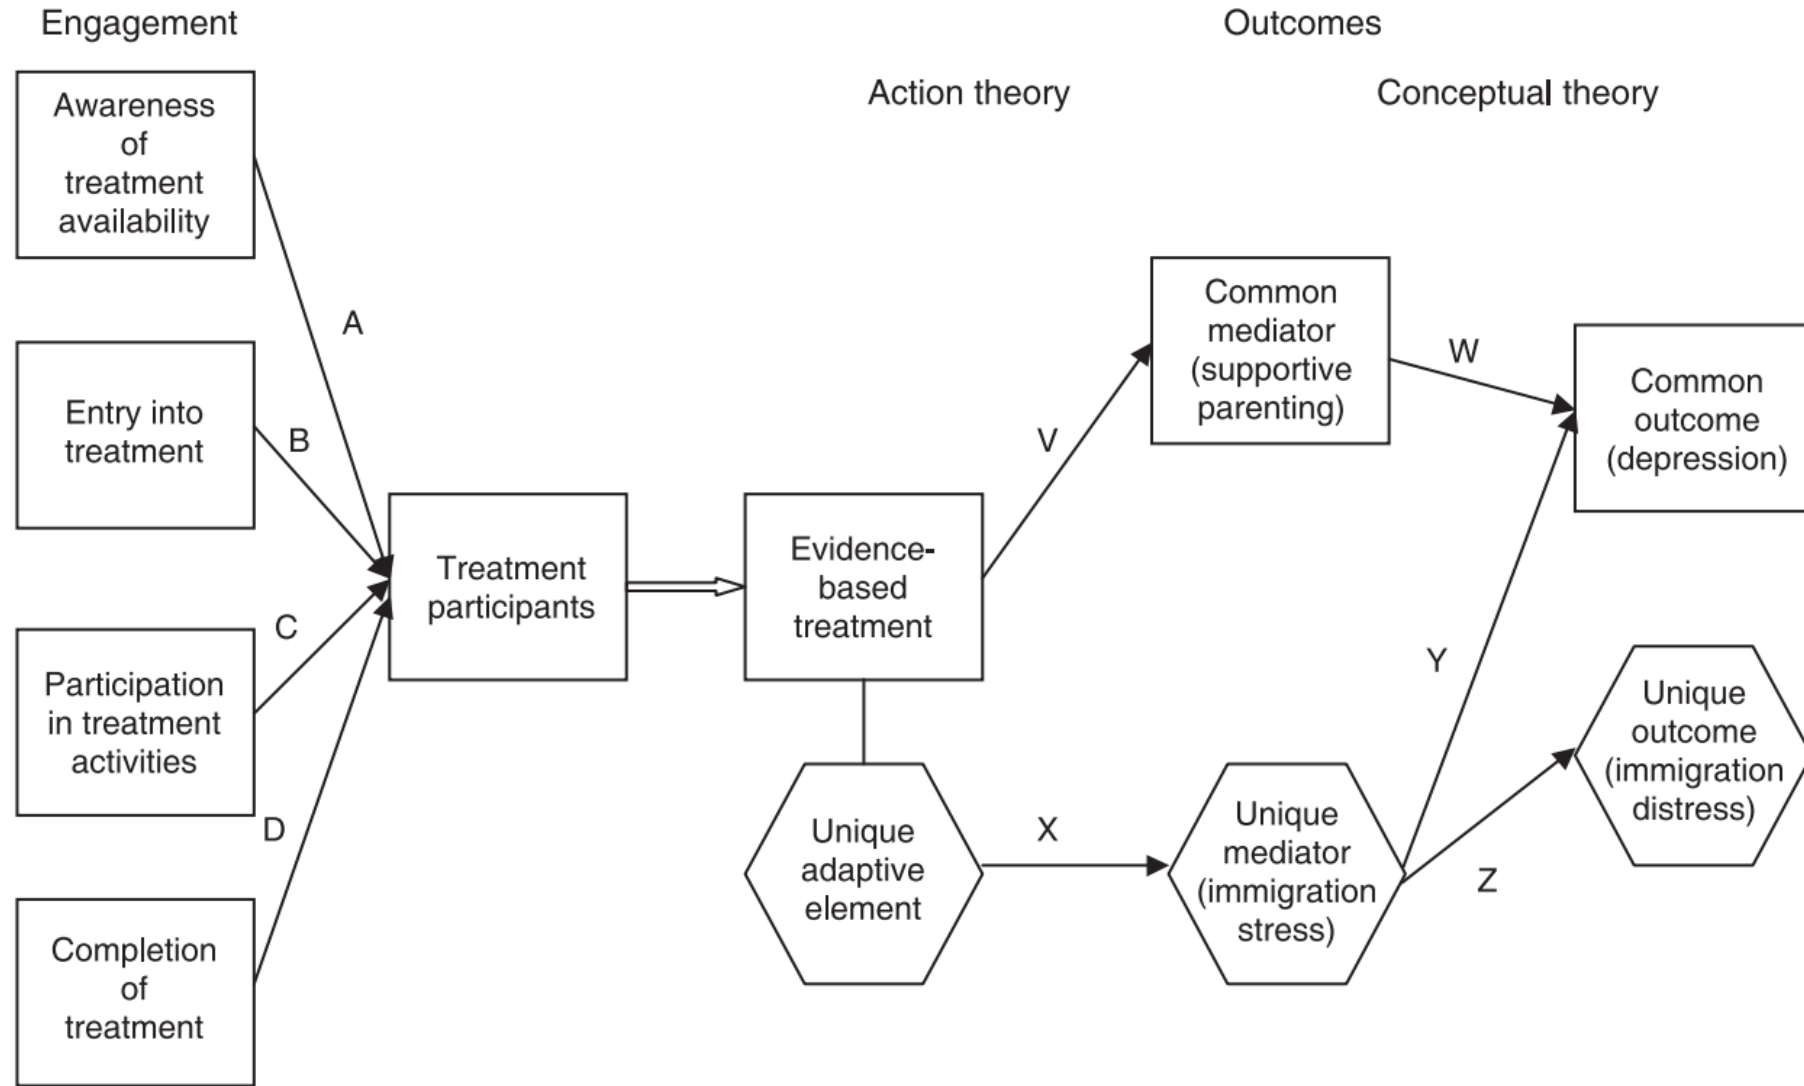 Engagement
Outcomes
Action theory
Conceptual theory
Awareness
of
treatment
availability
A
Entry into
treatment
B
Participation
in treatment
activities
C
Completion
of
treatment
D
Treatment
participants
Evidence-
based
treatment
Unique
adaptive
element
V
X
Common
mediator
(supportive
parenting)
Unique
mediator
(immigration
stress)
W
Y
Z
Common
outcome
(depression)
Unique
outcome
(immigration
distress)